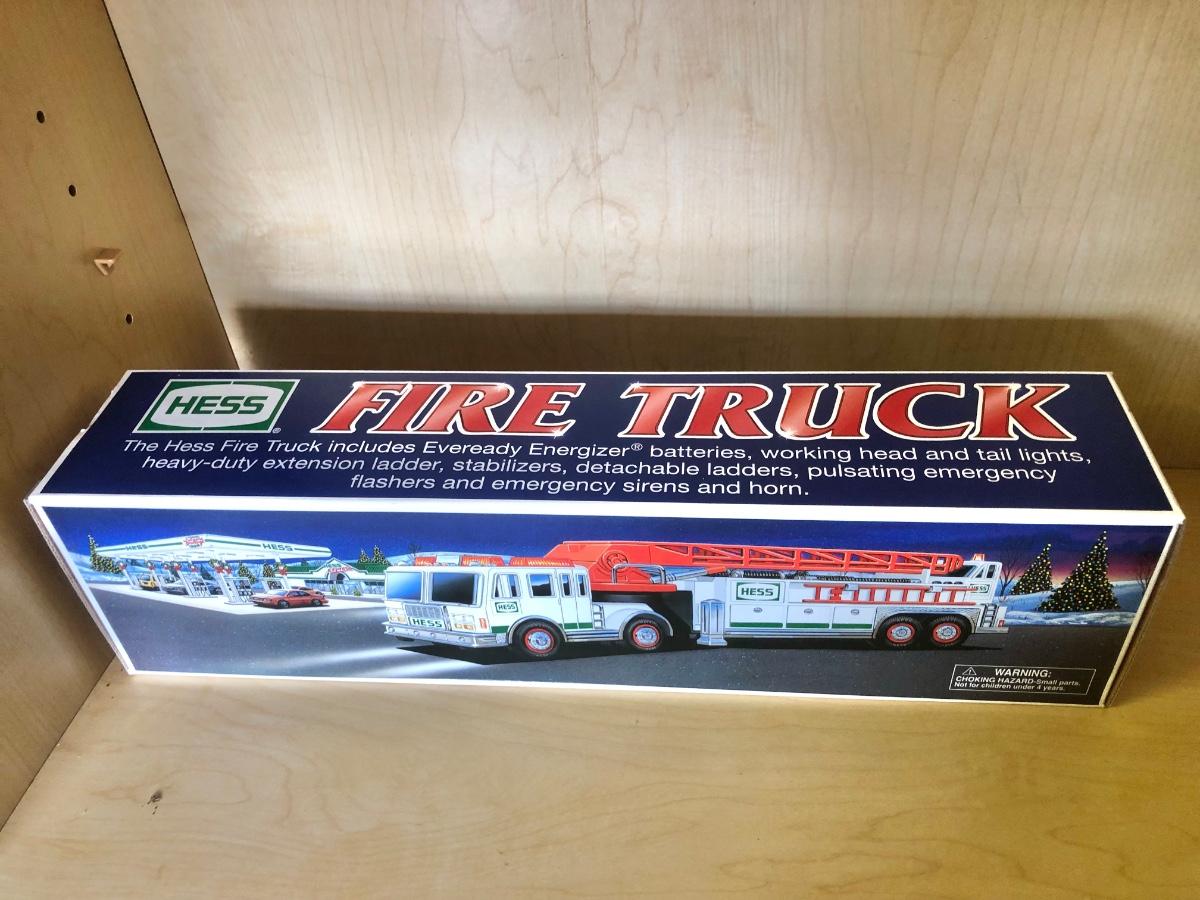 HESS®
FIRE TRUCK
The Hess Fire Truck includes Eveready Energizer® batteries, working head and tail lights,
heavy-duty extension ladder, stabilizers, detachable ladders, pulsating emergency
flashers and emergency sirens and horn.
HESS
HESS
HESS
HESS
HESS
WARNING:
CHOKING HAZARD-Small parts.
Not for children under 4 years.